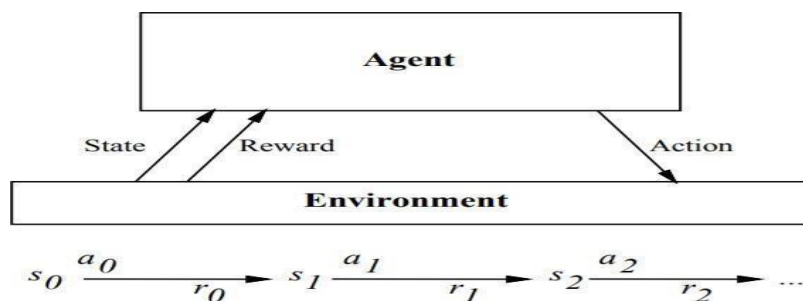 Agent
State Reward Action
Environment
s0 a0 r0 s1 a1 r1 s2 a2 r2 ...